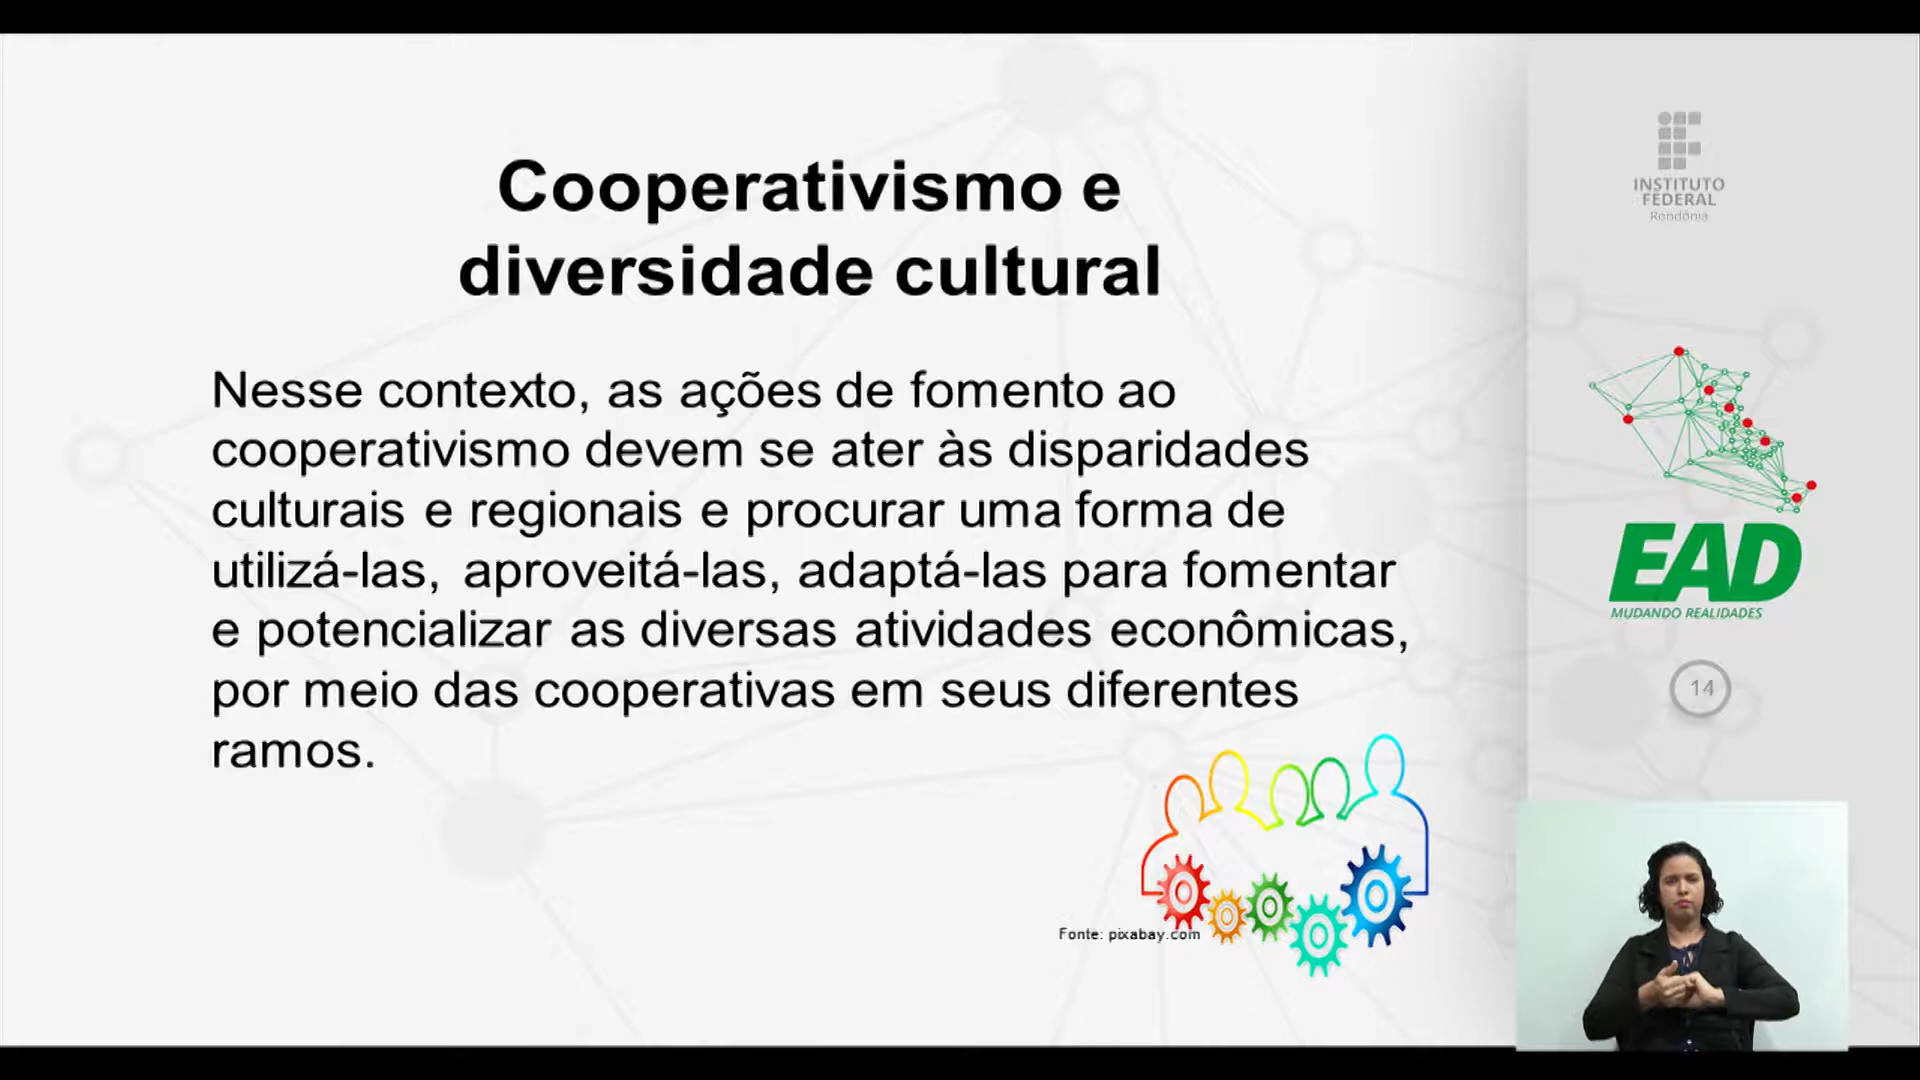 Cooperativismo e
diversidade cultural
Nesse contexto, as ações de fomento ao
cooperativismo devem se ater às disparidades
culturais e regionais e procurar uma forma de
utilizá-las, aproveitá-las, adaptá-las para fomentar
e potencializar as diversas atividades econômicas,
por meio das cooperativas em seus diferentes
ramos.
Fonte: pixabay.com
INSTITUTO
FEDERAL
Rondônia
EAD
MUDANDO REALIDADES
14